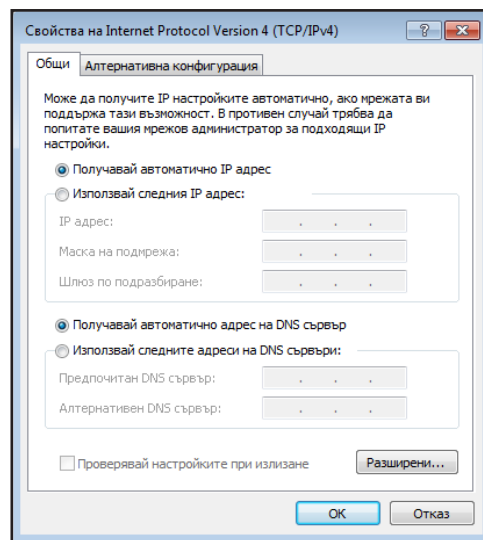 Свойства на Internet Protocol Version 4 (TCP/IPv4)
Общи
Алтернативна конфигурация
Може да получите IP настройките автоматично, ако мрежата ви
поддържа тази възможност. В противен случай трябва да
попитате вашия мрежов администратор за подходящи IP
настройки.
Получавай автоматично IP адрес
Използвай следния IP адрес:
IP адрес:
Маска на подмрежа:
Шлюз по подразбиране:
Получавай автоматично адрес на DNS сървър
Използвай следните адреси на DNS сървъри:
Предпочитан DNS сървър:
Алтернативен DNS сървър:
Проверявай настройките при излизане
Разширени...
OK
Отказ